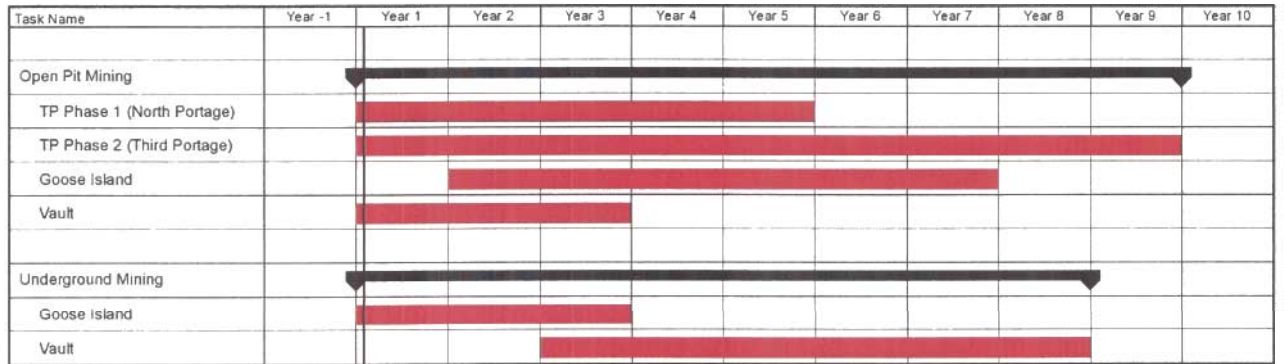 Task Name Year -1 Year 1 Year 2 Year 3 Year 4 Year 5 Year 6 Year 7 Year 8 Year 9 Year 10
Open Pit Mining
TP Phase 1 (North Portage)
TP Phase 2 (Third Portage)
Goose Island
Vault
Underground Mining
Goose Island
Vault